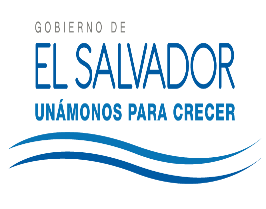 GOBIERNO DE
EL SALVADOR
UNÁMONOS PARA CRECER